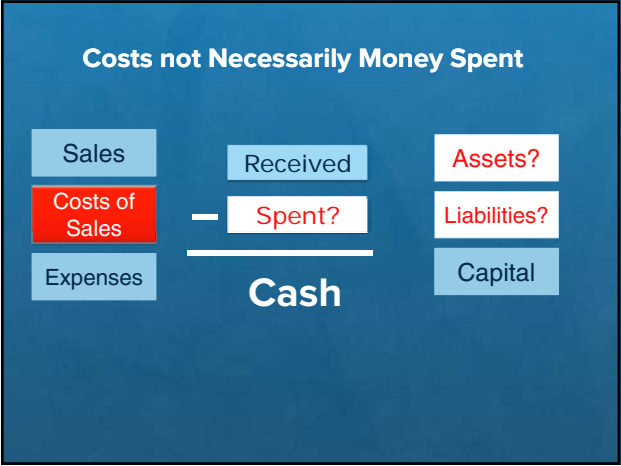 Costs not Necessarily Money Spent
Sales
Costs of
Sales
Expenses
Received
– Spent?
Cash
Assets?
Liabilities?
Capital